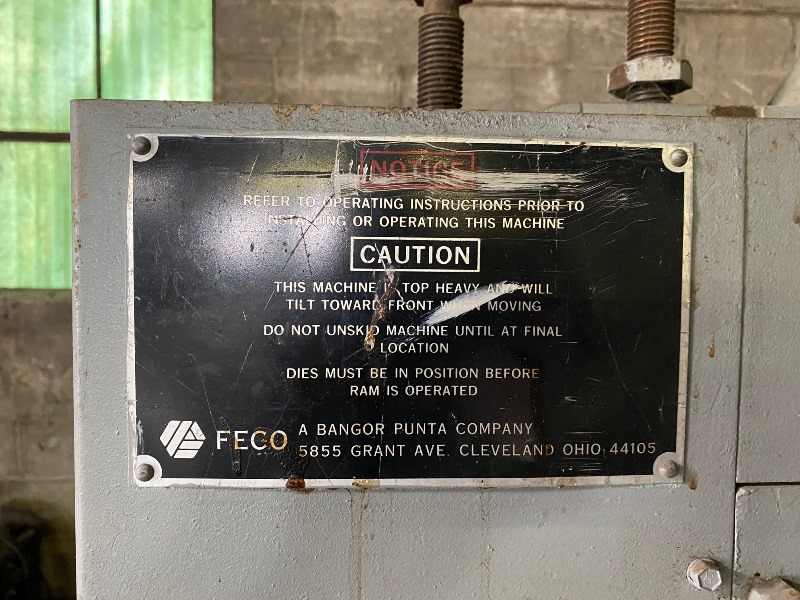 NOTICE
REFER TO OPERATING INSTRUCTIONS PRIOR TO
INSTALLING OR OPERATING THIS MACHINE
CAUTION
THIS MACHINE IS TOP HEAVY AND WILL
TILT TOWARD FRONT WHEN MOVING
DO NOT UNSKID MACHINE UNTIL AT FINAL
LOCATION
DIES MUST BE IN POSITION BEFORE
RAM IS OPERATED
FECO A BANGOR PUNTA COMPANY
5855 GRANT AVE. CLEVELAND OHIO 44105